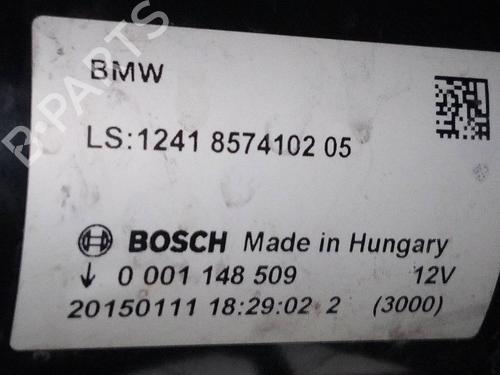 BMW
LS:1241 8574102 05
BOSCH Made in Hungary
0 001 148 509 12V
20150111 18:29:02 2 (3000)
B-PARTS